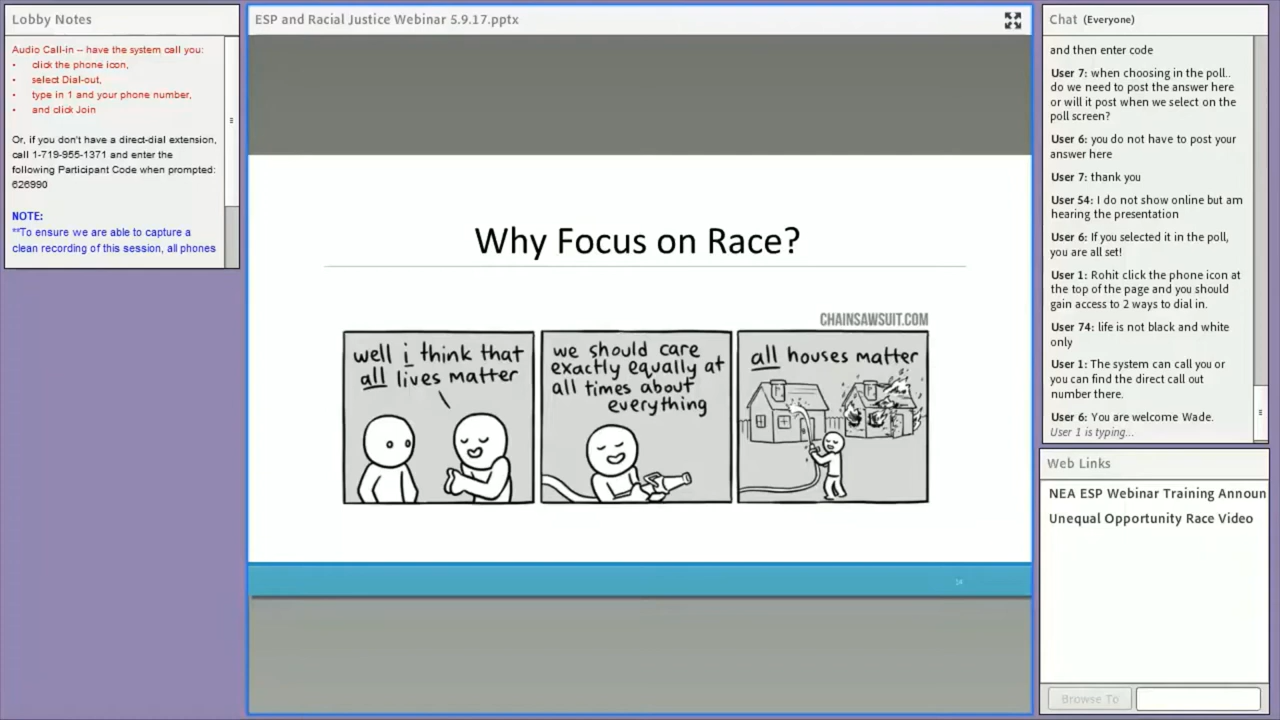 Lobby Notes
Audio Call-in – have the system call you:
• click the phone icon,
• select Dial-out,
• type in 1 and your phone number,
• and click Join
Or, if you don't have a direct-dial extension,
call 1-719-955-1371 and enter the
following Participant Code when prompted:
626990
NOTE:
**To ensure we are able to capture a
clean recording of this session, all phones
ESP and Racial Justice Webinar 5.9.17.pptx
Why Focus on Race?
CHAINSAWSUIT.COM
well i think that
all lives matter
we should care
exactly equally at
all times about
everything
all houses matter
14
Chat (Everyone)
and then enter code
User 7: when choosing in the poll..
do we need to post the answer here
or will it post when we select on the
poll screen?
User 6: you do not have to post your
answer here
User 7: thank you
User 54: I do not show online but am
hearing the presentation
User 6: If you selected it in the poll,
you are all set!
User 1: Rohit click the phone icon at
the top of the page and you should
gain access to 2 ways to dial in.
User 74: life is not black and white
only
User 1: The system can call you or
you can find the direct call out
number there.
User 6: You are welcome Wade.
User 1 is typing...
Web Links
NEA ESP Webinar Training Announ
Unequal Opportunity Race Video
Browse To